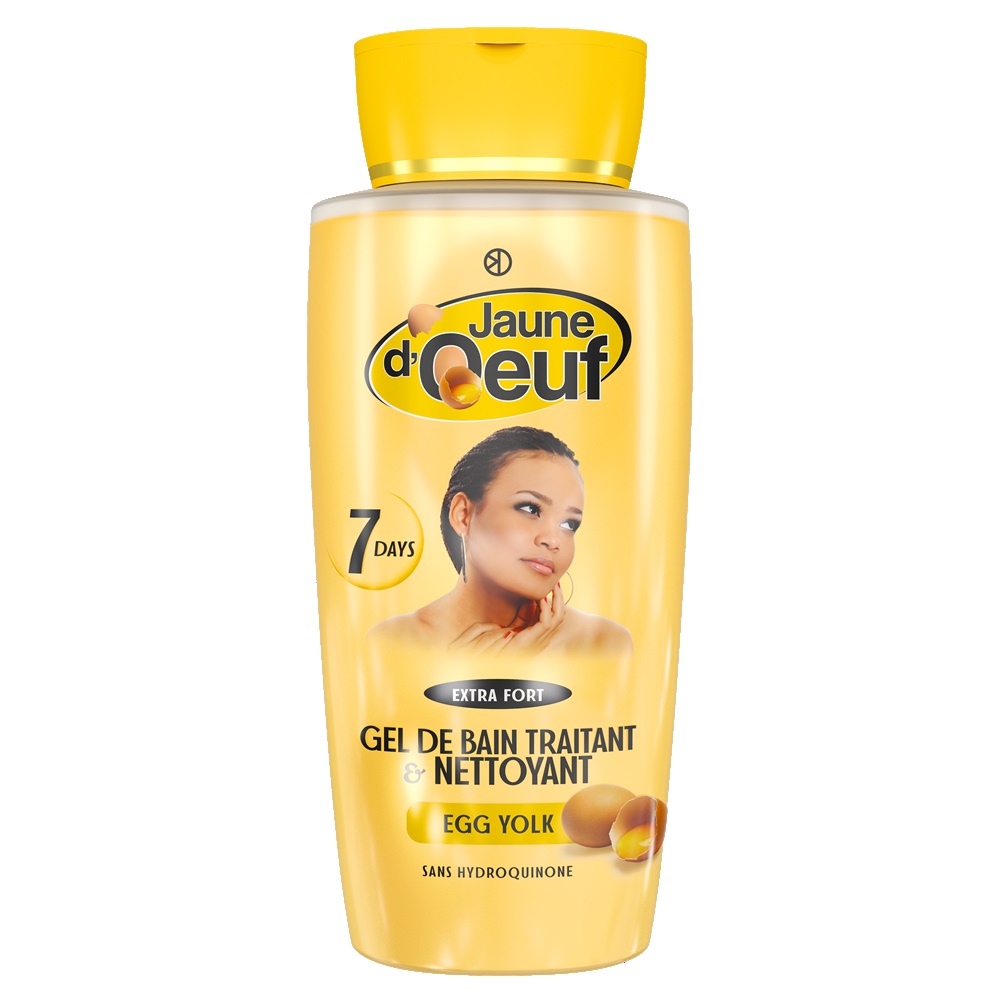 Jaune
d'Oeuf
7 DAYS
EXTRA FORT
GEL DE BAIN TRAITANT
& NETTOYANT
EGG YOLK
SANS HYDROQUINONE